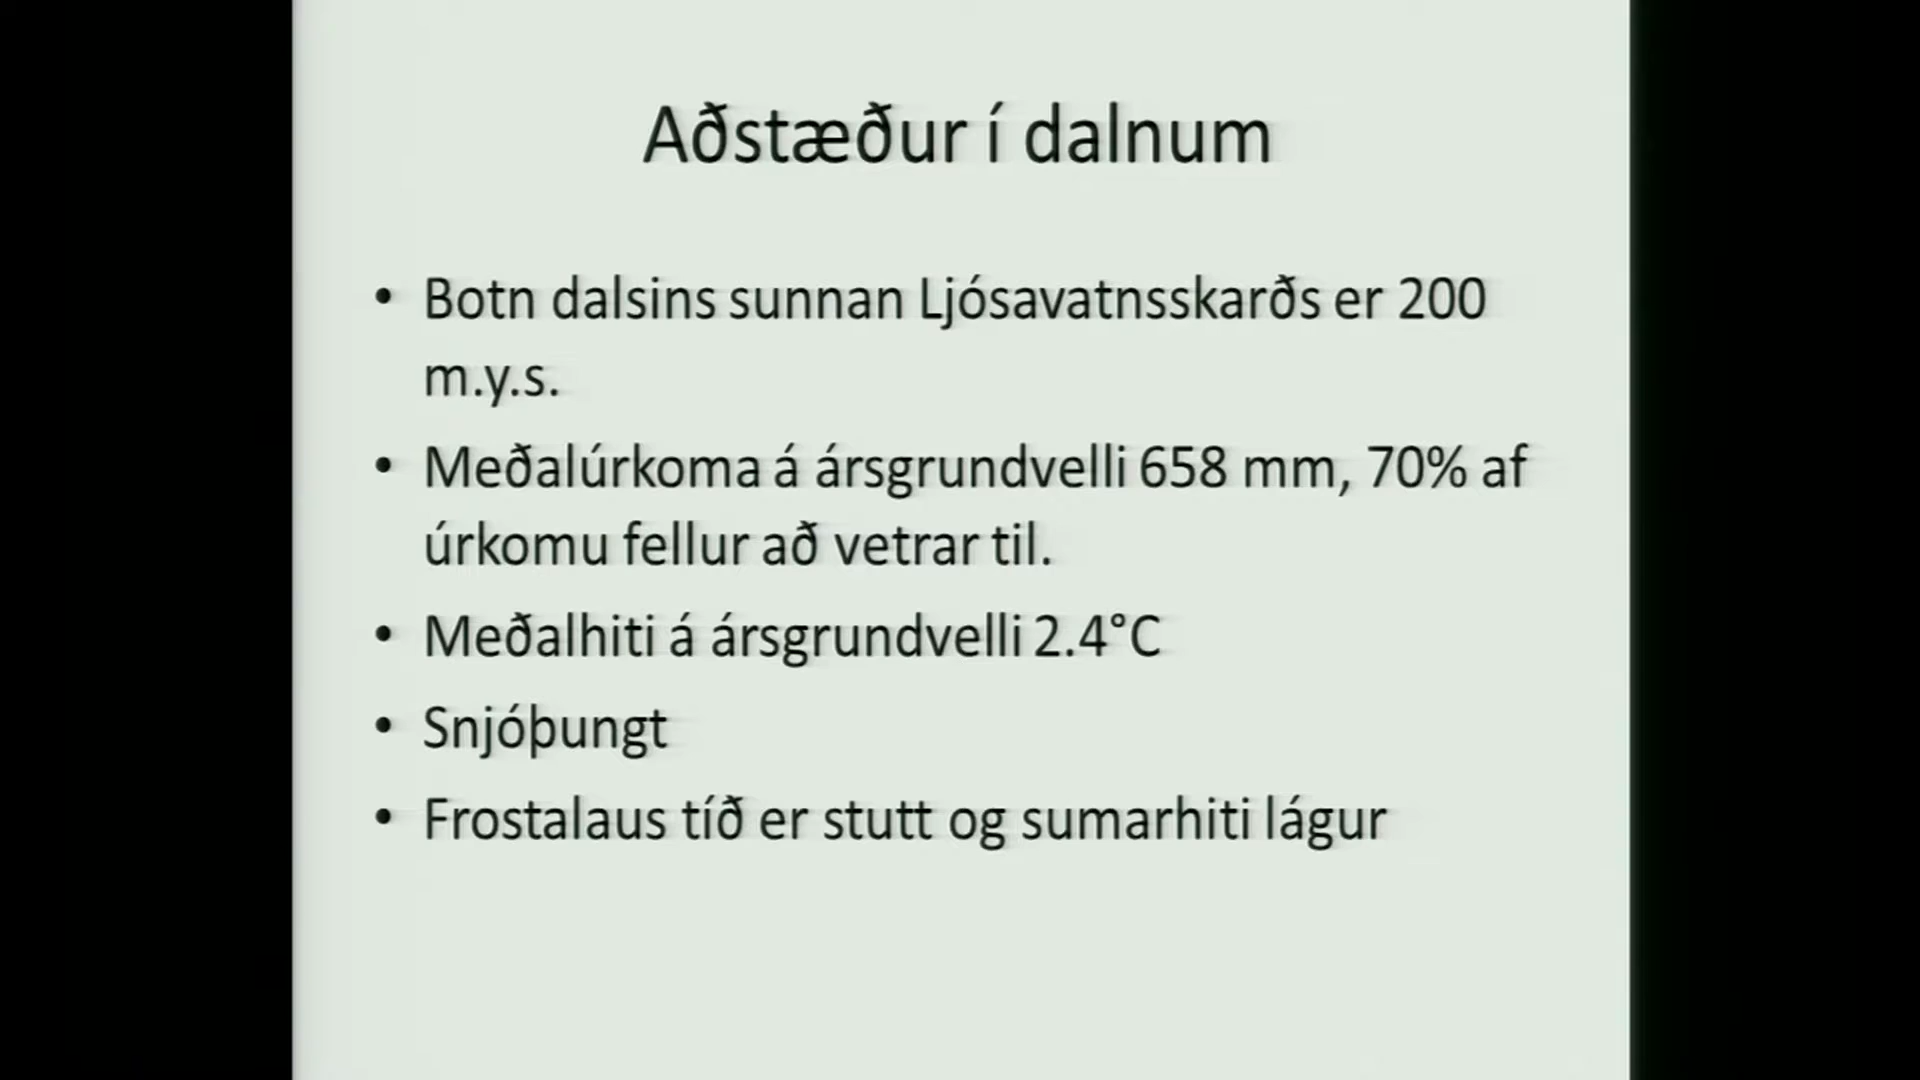 Aðstæður í dalnum
• Botn dalsins sunnan Ljósavatnsskarðs er 200
m.y.s.
• Meðalúrkoma á ársgrundvelli 658 mm, 70% af
úrkomu fellur að vetrar til.
• Meðalhiti á ársgrundvelli 2.4°C
• Snjóþungt
• Frostalaus tíð er stutt og sumarhiti lágur